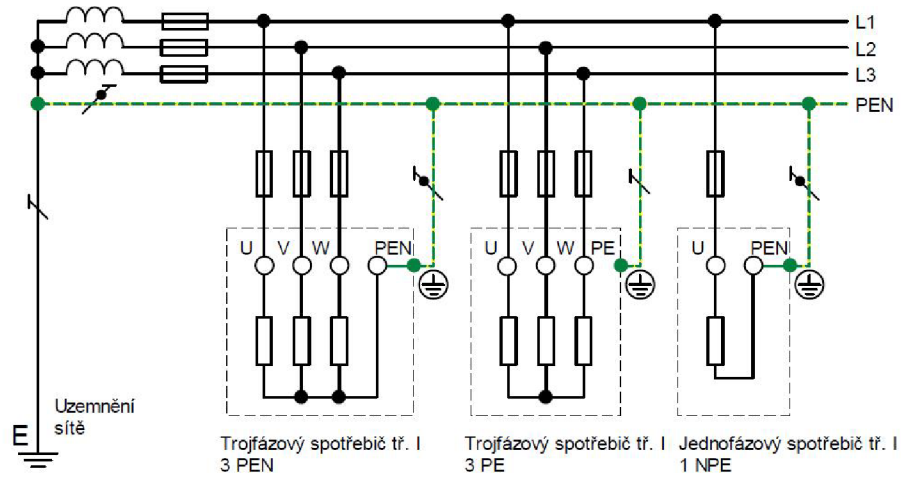 L1
L2
L3
PEN
U V W PEN
U V W PE
U PEN
Uzemnění
sítě
E
Trojfázový spotřebič tř. I
3 PEN
Trojfázový spotřebič tř. I
3 PE
Jednofázový spotřebič tř. I
1 NPE